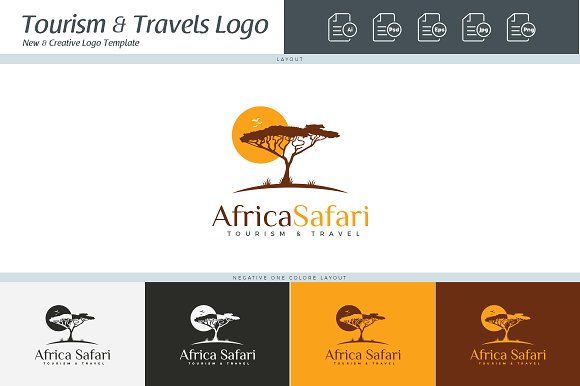 Tourism & Travels Logo
New & Creative Logo Template
Ai Psd Eps Jpg Png
LAYOUT
AfricaSafari
TOURISM & TRAVEL
NEGATIVE ONE COLORE LAYOUT
Africa Safari Africa Safari Africa Safari Africa Safari
TOURISM & TRAVEL TOURISM & TRAVEL TOURISM & TRAVEL TOURISM & TRAVEL